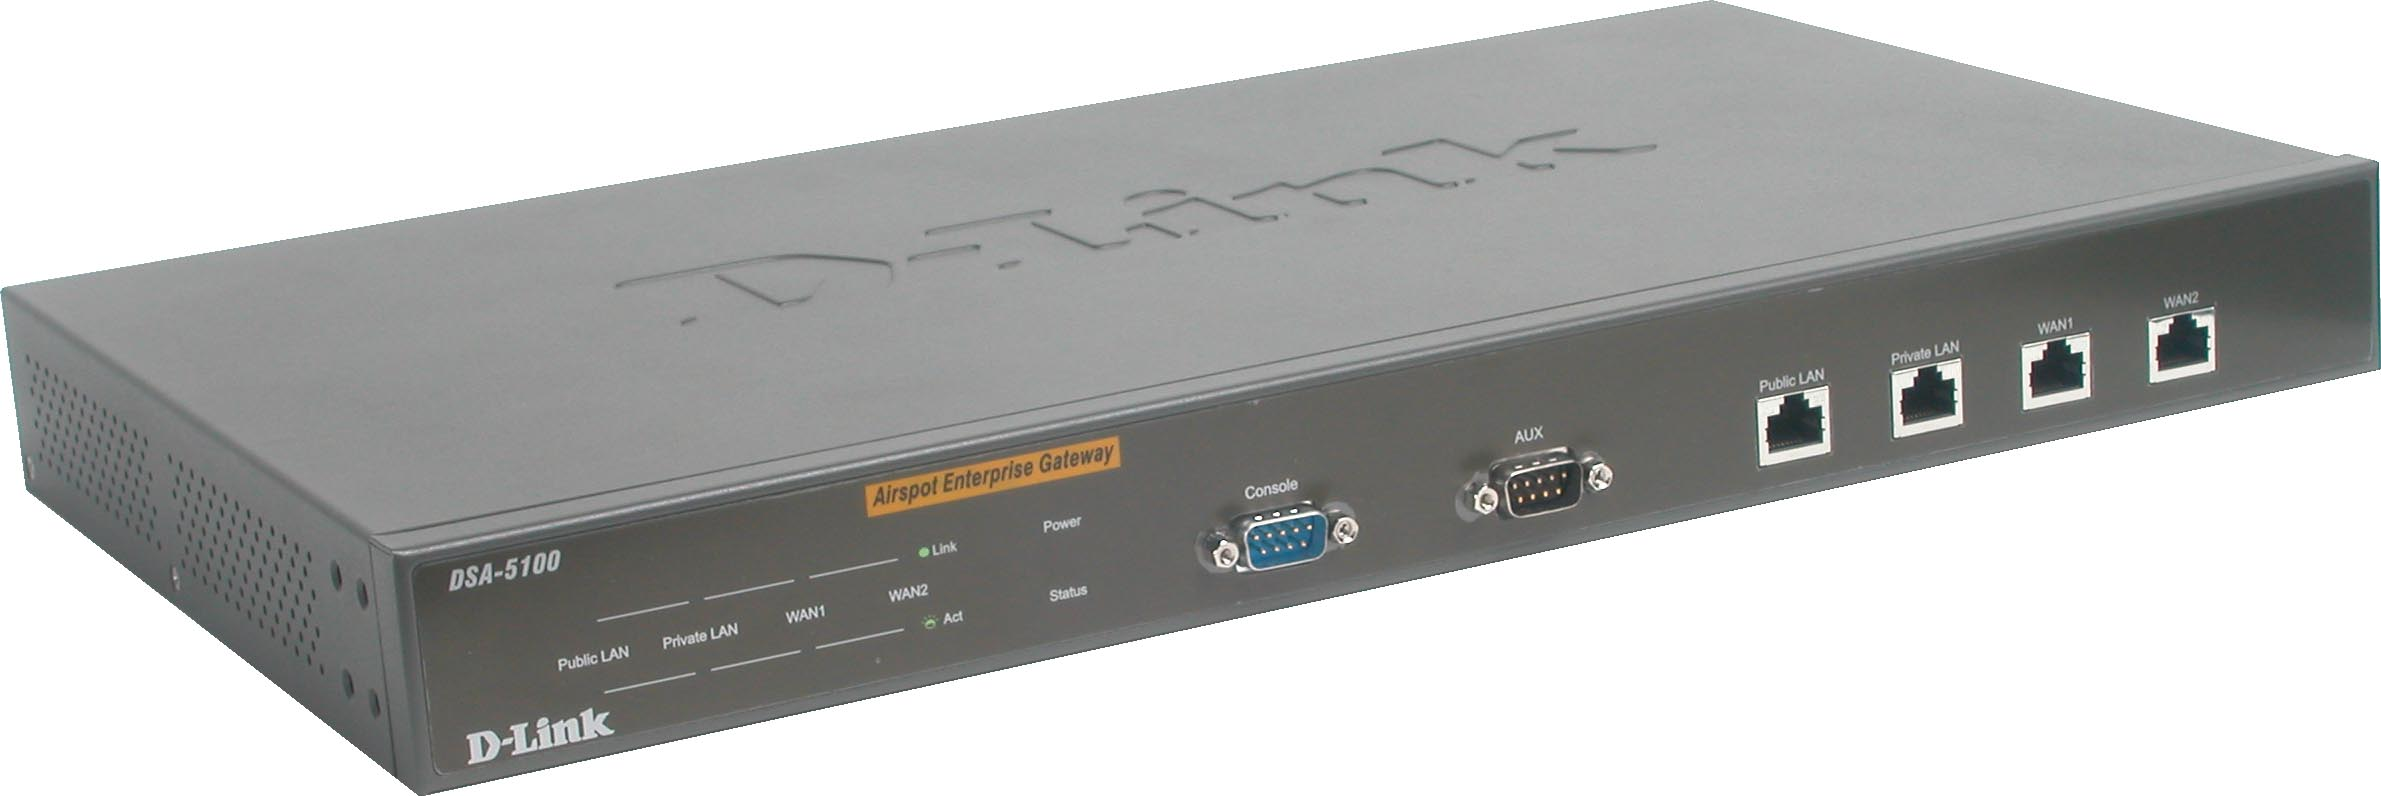 D-Link
Airspot Enterprise Gateway
DSA-5100
Link
Power
Public LAN
Private LAN
WAN1
WAN2
Act
Status
D-Link
Console
AUX
Public LAN
Private LAN
WAN1
WAN2